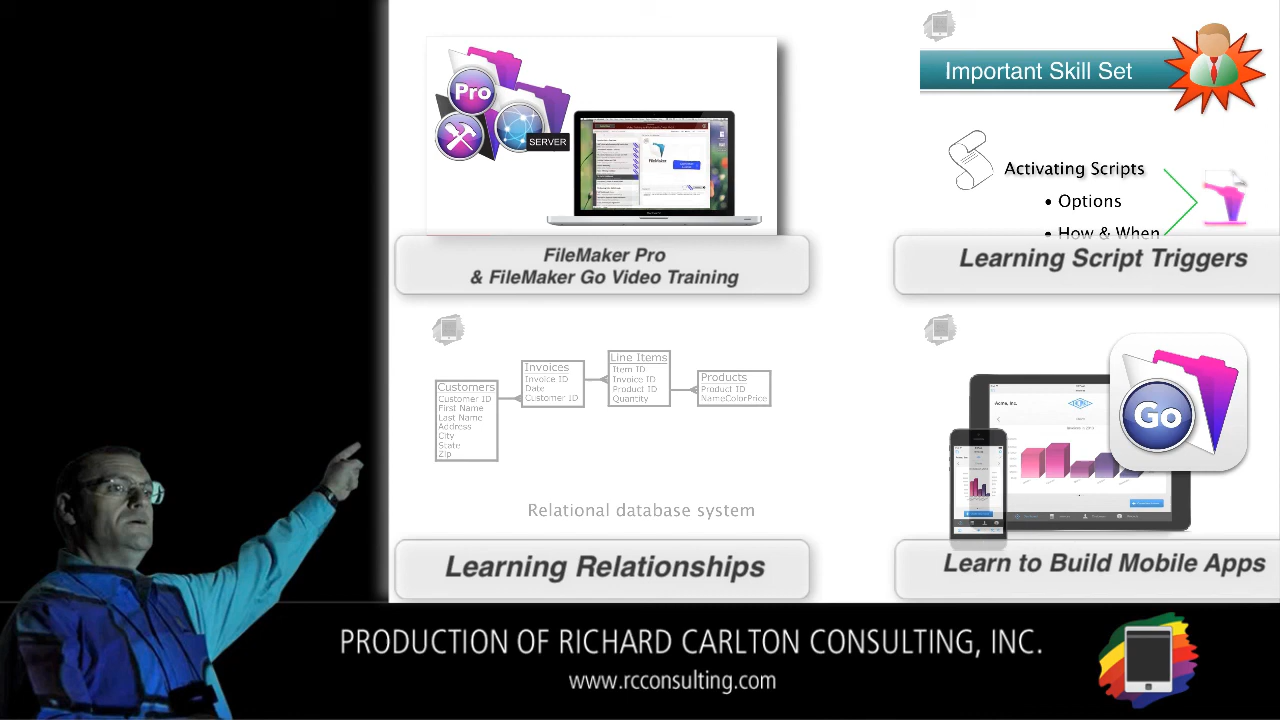 Pro
SERVER
FileMaker
FileMaker Pro
& FileMaker Go Video Training
Important Skill Set
Activating Scripts
• Options
• How & When
Learning Script Triggers
Customers
Customer ID
First Name
Last Name
Address
City
State
Zip
Invoices
Invoice ID
Date
Customer ID
Line Items
Item ID
Invoice ID
Product ID
Quantity
Products
Product ID
NameColorPrice
Relational database system
Learning Relationships
Acme, Inc.
Go
Learn to Build Mobile Apps
PRODUCTION OF RICHARD CARLTON CONSULTING, INC.
www.rcconsulting.com